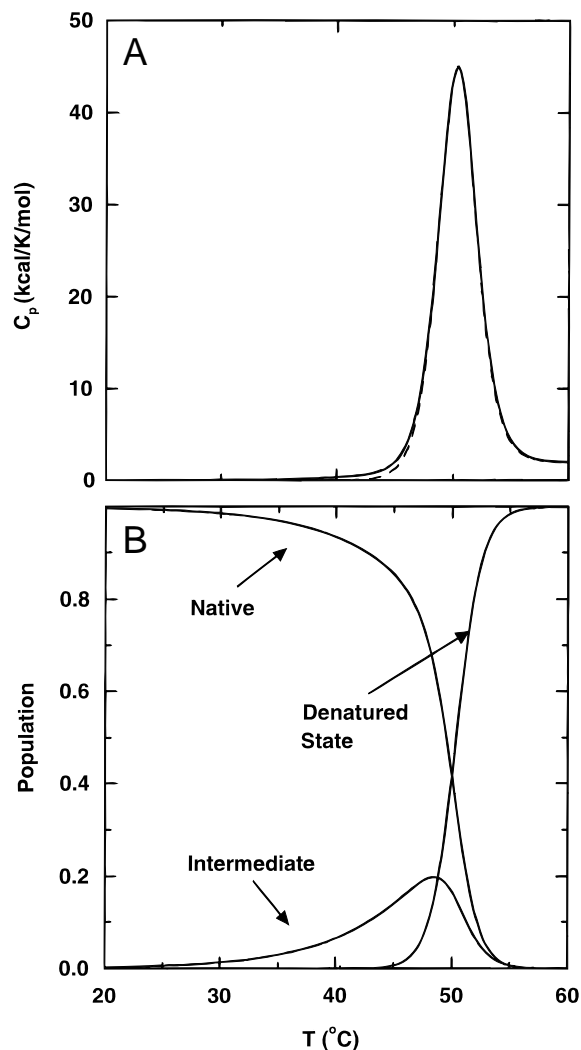 A
50
40
30
20
10
0
Cp (kcal/K/mol)
B
Native
Denatured
State
Intermediate
0.8
0.6
0.4
0.2
0.0
Population
20 30 40 50 60
T (°C)